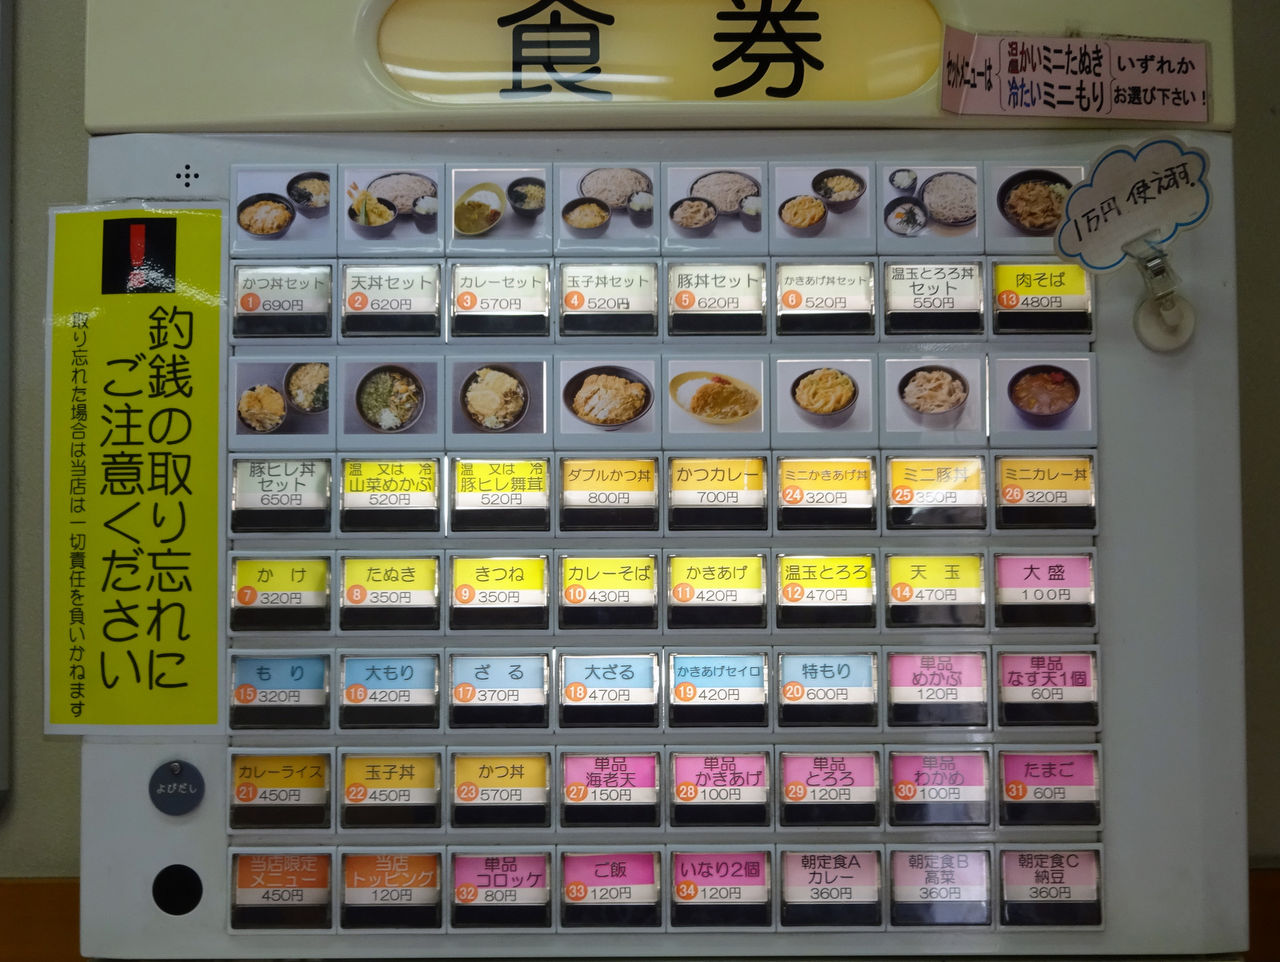 食券
セットメニューは 温かいミニたぬき 冷たいミニもり いずれか お選び下さい!
1万円使えます。
!
釣銭の取り忘れに
ご注意ください
取り忘れた場合は当店は一切責任を負いかねます
かつ丼セット
1 690円
天丼セット
2 620円
カレーセット
3 570円
玉子丼セット
4 520円
豚丼セット
5 620円
かきあげ丼セット
6 520円
温玉とろろ丼
セット
550円
肉そば
13 480円
豚ヒレ丼
セット
650円
温 又は 冷
山菜めかぶ
520円
温 又は 冷
豚ヒレ舞茸
520円
ダブルかつ丼
800円
かつカレー
700円
ミニかきあげ丼
24 320円
ミニ豚丼
25 350円
ミニカレー丼
26 320円
かけ
7 320円
たぬき
8 350円
きつね
9 350円
カレーそば
10 430円
かきあげ
11 420円
温玉とろろ
12 470円
天玉
14 470円
大盛
100円
もり
15 320円
大もり
16 420円
ざる
17 370円
大ざる
18 470円
かきあげセイロ
19 420円
特もり
20 600円
単品
めかぶ
120円
単品
なす天1個
60円
カレーライス
21 450円
玉子丼
22 450円
かつ丼
23 570円
単品
海老天
27 150円
単品
かきあげ
28 100円
単品
とろろ
29 120円
単品
わかめ
30 100円
たまご
31 60円
よびだし
当店限定
メニュー
450円
当店
トッピング
120円
単品
コロッケ
32 80円
ご飯
33 120円
いなり2個
34 120円
朝定食A
カレー
360円
朝定食B
高菜
360円
朝定食C
納豆
360円